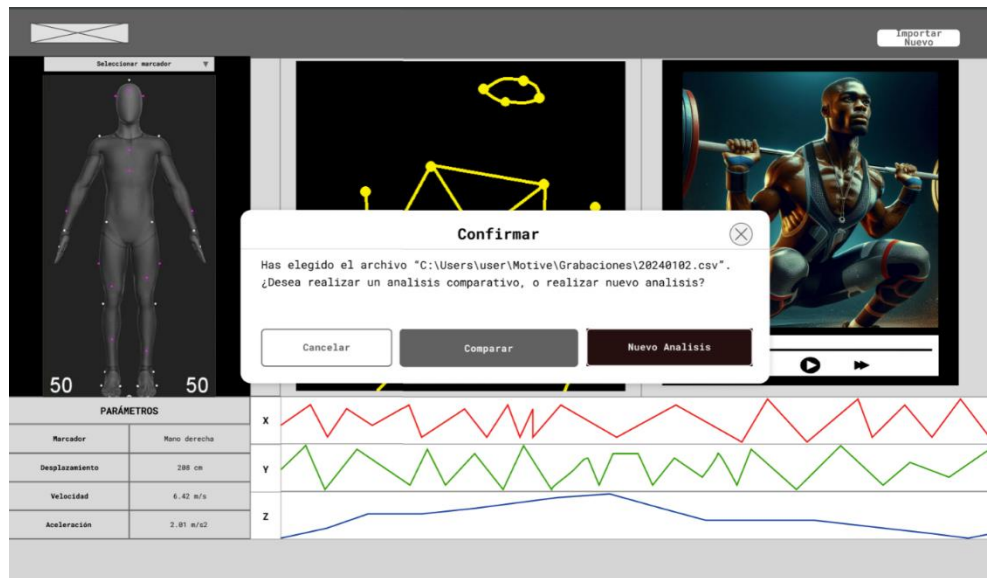 Importar
Nuevo
Seleccionar marcador
Confirmar
Has elegido el archivo “C:\Users\user\Motive\Grabaciones\20240102.csv”.
¿Desea realizar un analisis comparativo, o realizar nuevo analisis?
Cancelar
Comparar
Nuevo Analisis
50 50
PARÁMETROS
Marcador Mano derecha
Desplazamiento 206 cm
Velocidad 6.42 m/s
Aceleración 2.01 m/s2
X
Y
Z